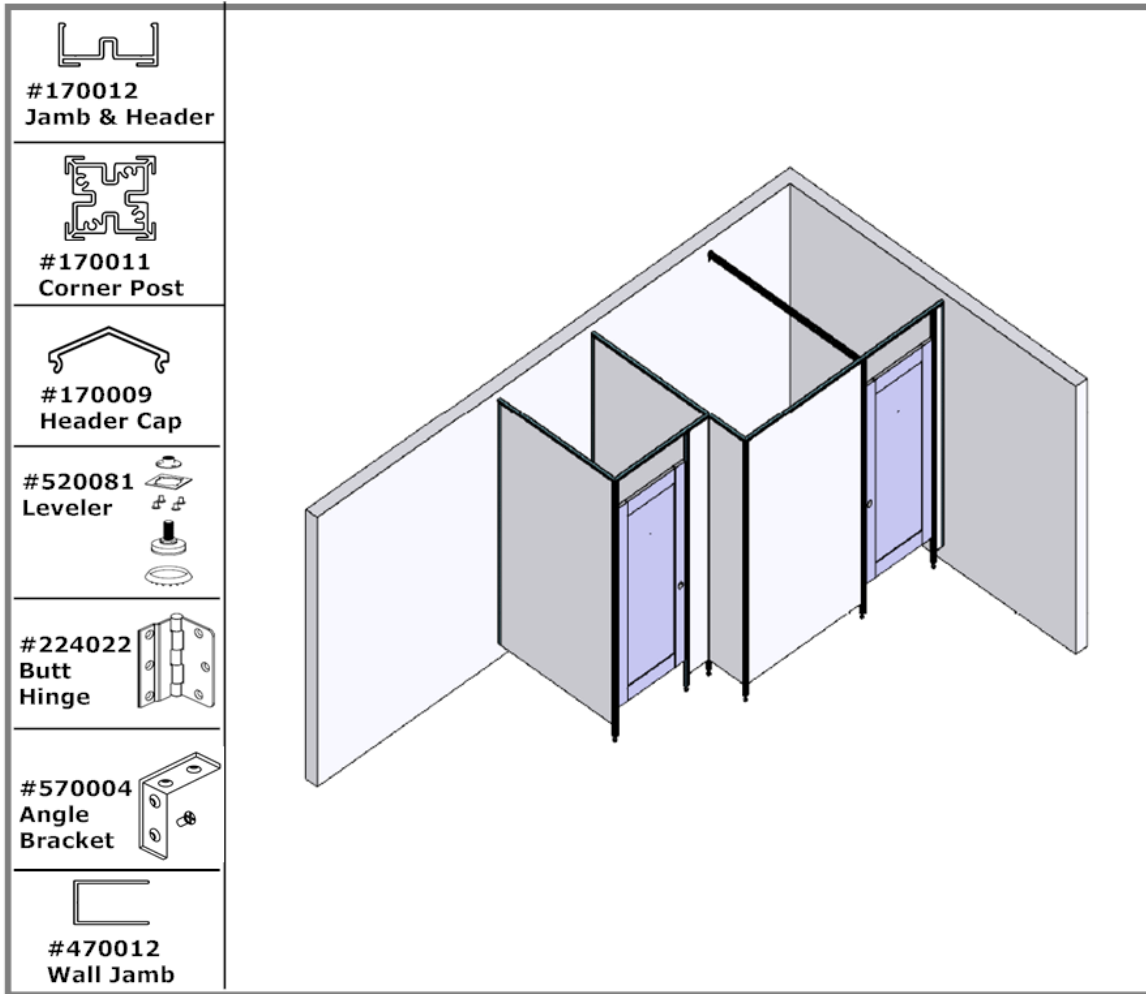 #170012
Jamb & Header
#170011
Corner Post
#170009
Header Cap
#520081
Leveler
#224022
Butt
Hinge
#570004
Angle
Bracket
#470012
Wall Jamb